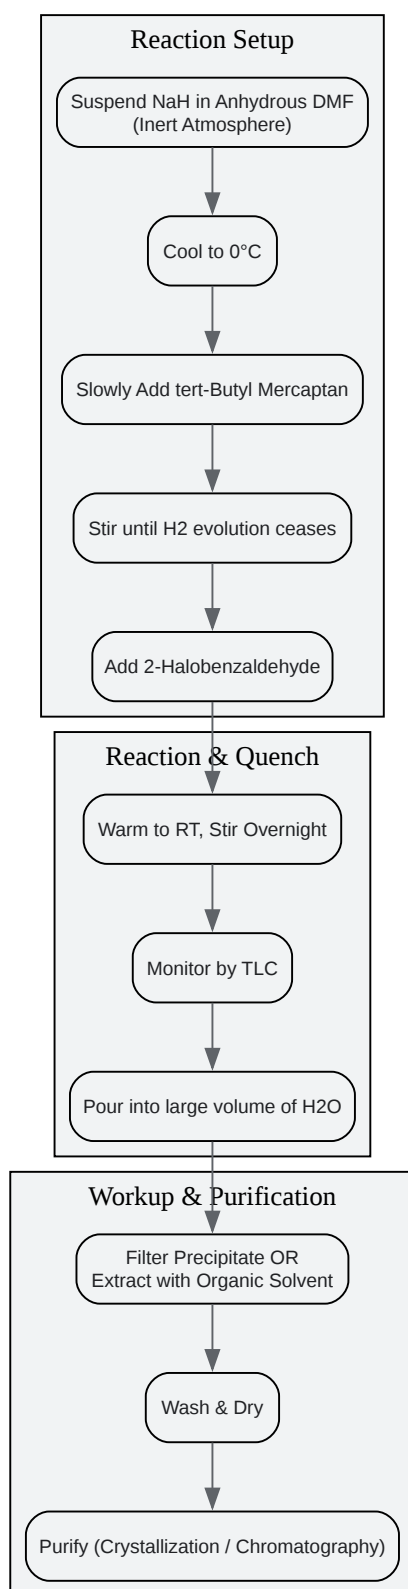 Reaction Setup
Suspend NaH in Anhydrous DMF
(Inert Atmosphere)
Cool to 0°C
Slowly Add tert-Butyl Mercaptan
Stir until H2 evolution ceases
Add 2-Halobenzaldehyde
Reaction & Quench
Warm to RT, Stir Overnight
Monitor by TLC
Pour into large volume of H2O
Workup & Purification
Filter Precipitate OR
Extract with Organic Solvent
Wash & Dry
Purify (Crystallization / Chromatography)